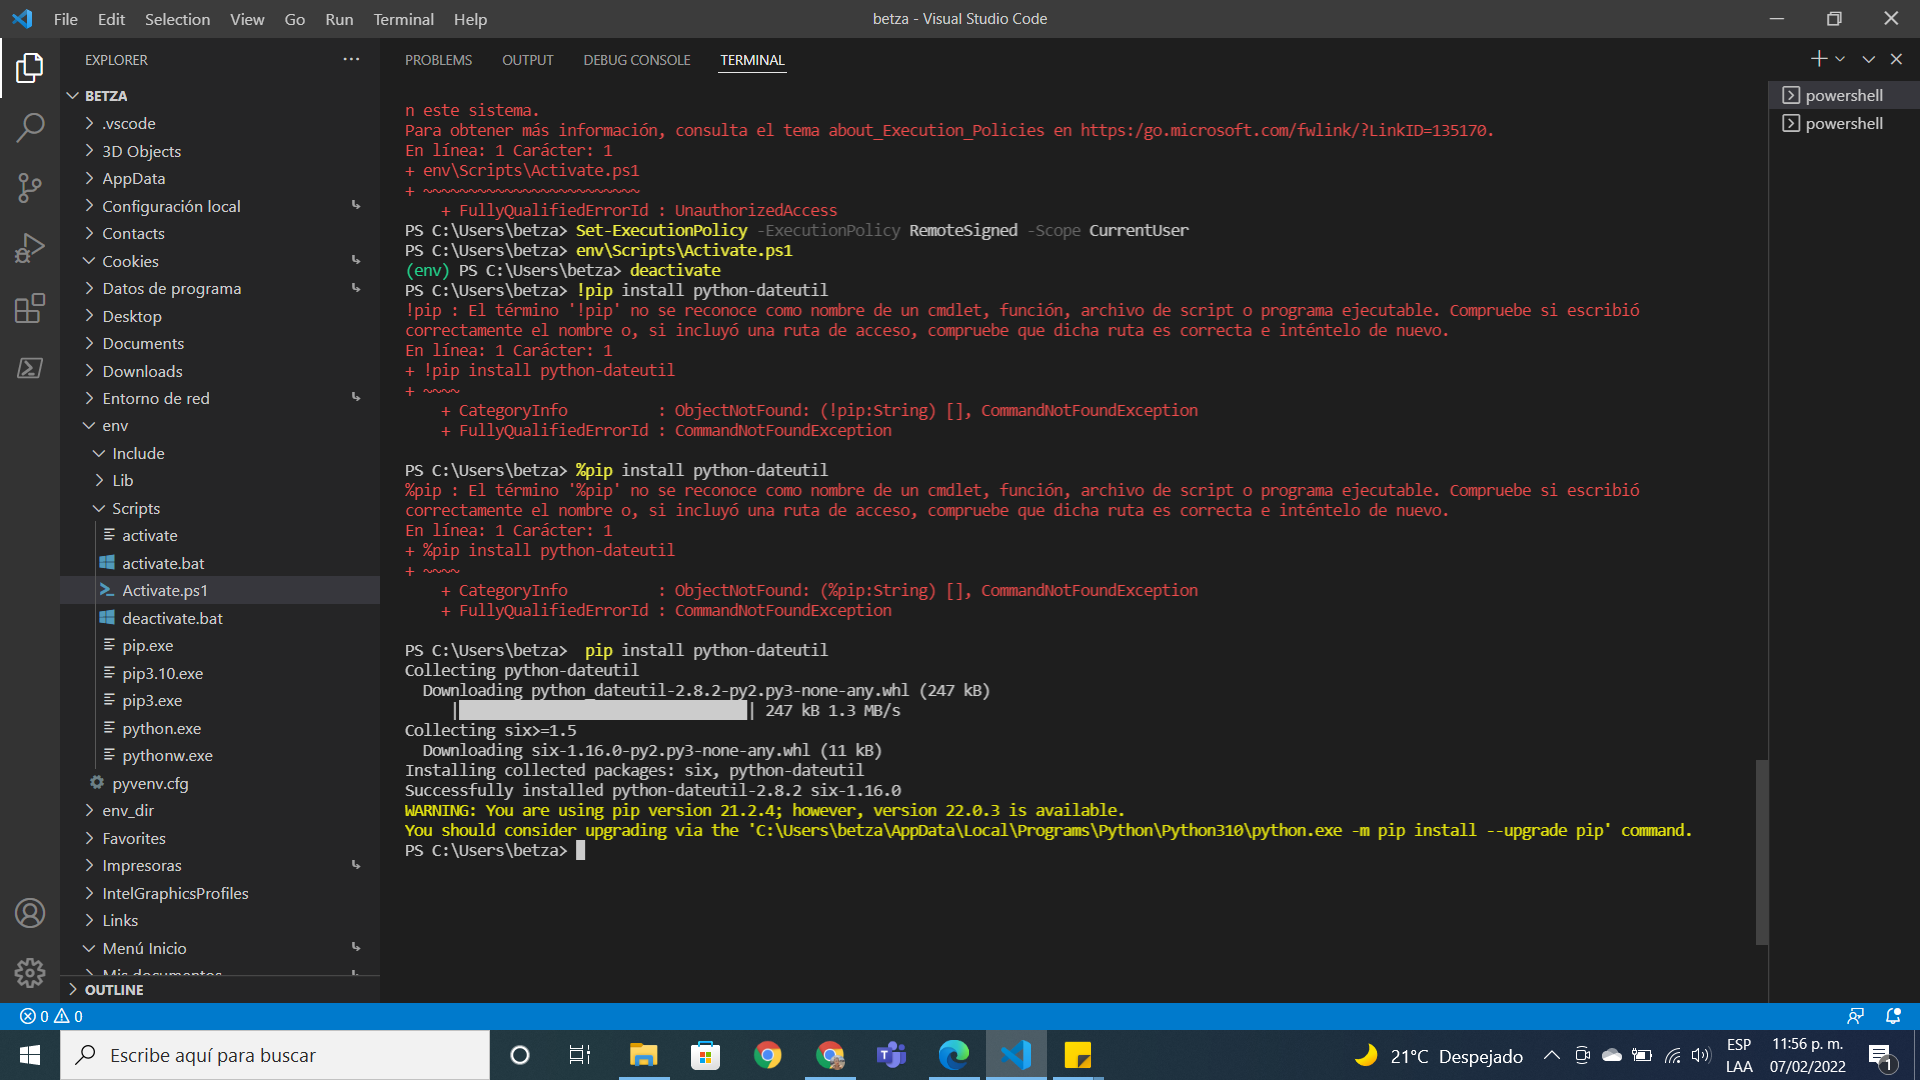 File Edit Selection View Go Run Terminal Help
betza - Visual Studio Code
EXPLORER
BETZA
.vscode
3D Objects
AppData
Configuración local
Contacts
Cookies
Datos de programa
Desktop
Documents
Downloads
Entorno de red
env
Include
Lib
Scripts
activate
activate.bat
Activate.ps1
deactivate.bat
pip.exe
pip3.10.exe
pip3.exe
python.exe
pythonw.exe
pyvenv.cfg
env_dir
Favorites
Impresoras
IntelGraphicsProfiles
Links
Menú Inicio
Mis documentos
OUTLINE
PROBLEMS OUTPUT DEBUG CONSOLE TERMINAL
n este sistema.
Para obtener más información, consulta el tema about_Execution_Policies en https:/go.microsoft.com/fwlink/?LinkID=135170.
En línea: 1 Carácter: 1
+ env\Scripts\Activate.ps1
+ ~~~~~~~~~~~~~~~~~~~~~~~~
+ FullyQualifiedErrorId : UnauthorizedAccess
PS C:\Users\betza> Set-ExecutionPolicy -ExecutionPolicy RemoteSigned -Scope CurrentUser
PS C:\Users\betza> env\Scripts\Activate.ps1
(env) PS C:\Users\betza> deactivate
PS C:\Users\betza> !pip install python-dateutil
!pip : El término '!pip' no se reconoce como nombre de un cmdlet, función, archivo de script o programa ejecutable. Compruebe si escribió
correctamente el nombre o, si incluyó una ruta de acceso, compruebe que dicha ruta es correcta e inténtelo de nuevo.
En línea: 1 Carácter: 1
+ !pip install python-dateutil
+ ~~~~
+ CategoryInfo : ObjectNotFound: (!pip:String) [], CommandNotFoundException
+ FullyQualifiedErrorId : CommandNotFoundException
PS C:\Users\betza> %pip install python-dateutil
%pip : El término '%pip' no se reconoce como nombre de un cmdlet, función, archivo de script o programa ejecutable. Compruebe si escribió
correctamente el nombre o, si incluyó una ruta de acceso, compruebe que dicha ruta es correcta e inténtelo de nuevo.
En línea: 1 Carácter: 1
+ %pip install python-dateutil
+ ~~~~
+ CategoryInfo : ObjectNotFound: (%pip:String) [], CommandNotFoundException
+ FullyQualifiedErrorId : CommandNotFoundException
PS C:\Users\betza>  pip install python-dateutil
Collecting python-dateutil
Downloading python_dateutil-2.8.2-py2.py3-none-any.whl (247 kB)
| | 247 kB 1.3 MB/s
Collecting six>=1.5
Downloading six-1.16.0-py2.py3-none-any.whl (11 kB)
Installing collected packages: six, python-dateutil
Successfully installed python-dateutil-2.8.2 six-1.16.0
WARNING: You are using pip version 21.2.4; however, version 22.0.3 is available.
You should consider upgrading via the 'C:\Users\betza\AppData\Local\Programs\Python\Python310\python.exe -m pip install --upgrade pip' command.
PS C:\Users\betza>
powershell
powershell
0 0
Escribe aquí para buscar
21°C Despejado
ESP
LAA
11:56 p. m.
07/02/2022
1